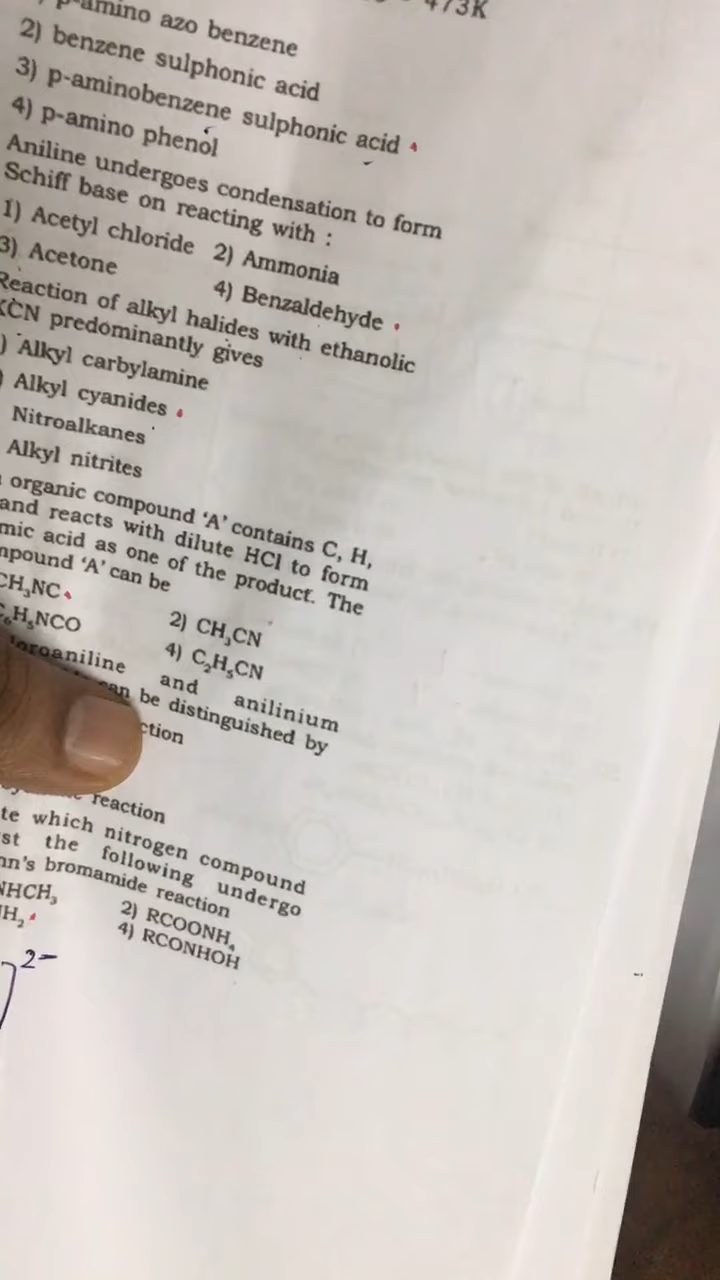 473K
amino azo benzene
2) benzene sulphonic acid
3) p-aminobenzene sulphonic acid
4) p-amino phenol
Aniline undergoes condensation to form
Schiff base on reacting with :
1) Acetyl chloride 2) Ammonia
3) Acetone 4) Benzaldehyde
Reaction of alkyl halides with ethanolic
KCN predominantly gives
) Alkyl carbylamine
) Alkyl cyanides
Nitroalkanes
Alkyl nitrites
organic compound 'A' contains C, H,
and reacts with dilute HCl to form
mic acid as one of the product. The
mpound 'A' can be
CH₃NC 2) CH₃CN
C₆H₅NCO 4) C₂H₅CN
and anilinium
can be distinguished by
ction
reaction
te which nitrogen compound
st the following undergo
nn's bromamide reaction
NHCH₃ 2) RCOONH₄
NH₂ 4) RCONHOH
]²⁻